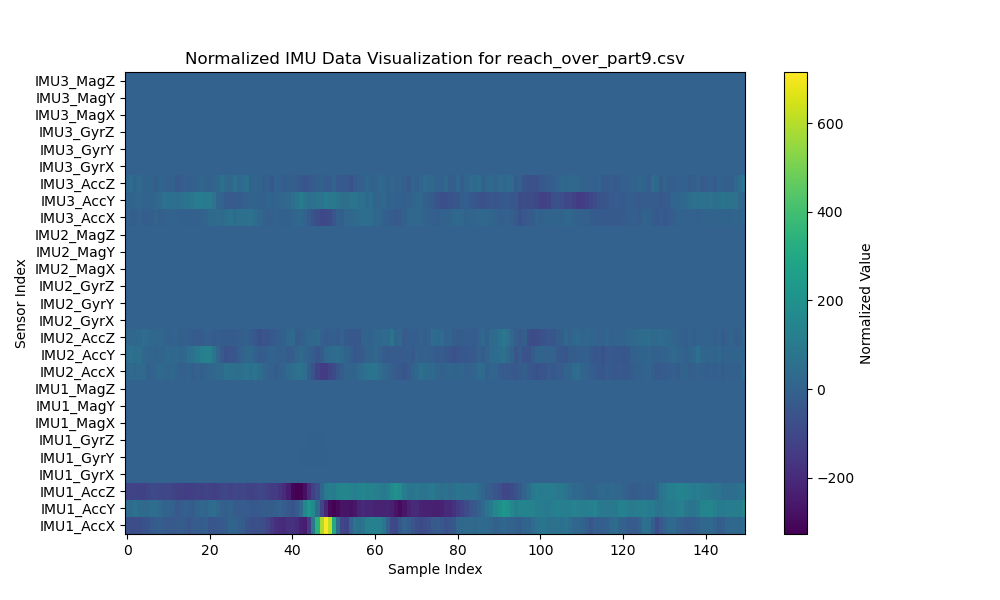 Normalized IMU Data Visualization for reach_over_part9.csv
IMU3_MagZ
IMU3_MagY
IMU3_MagX
IMU3_GyrZ
IMU3_GyrY
IMU3_GyrX
IMU3_AccZ
IMU3_AccY
IMU3_AccX
IMU2_MagZ
IMU2_MagY
IMU2_MagX
IMU2_GyrZ
IMU2_GyrY
IMU2_GyrX
IMU2_AccZ
IMU2_AccY
IMU2_AccX
IMU1_MagZ
IMU1_MagY
IMU1_MagX
IMU1_GyrZ
IMU1_GyrY
IMU1_GyrX
IMU1_AccZ
IMU1_AccY
IMU1_AccX
Sensor Index
0 20 40 60 80 100 120 140
Sample Index
600
400
200
0
−200
Normalized Value